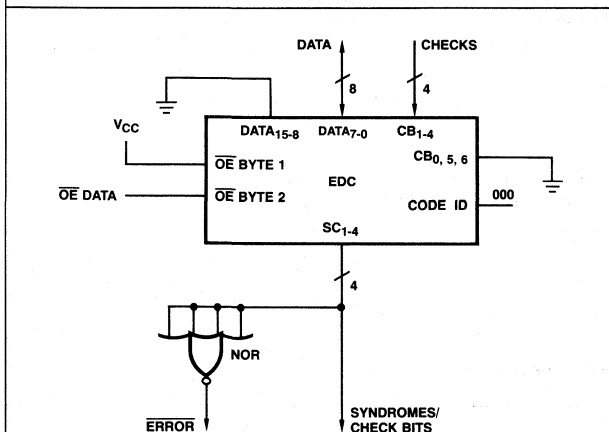 DATA
CHECKS
8
4
VCC
DATA15-8
DATA7-0
CB1-4
OE BYTE 1
CB0, 5, 6
EDC
OE DATA
OE BYTE 2
CODE ID
000
SC1-4
4
NOR
ERROR
SYNDROMES/
CHECK BITS